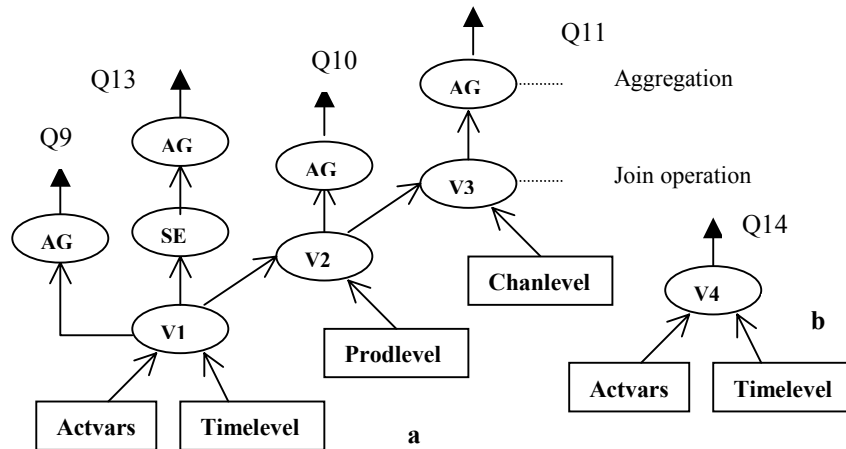 Q11
Q10
Q13
AG
Aggregation
Q9
AG
AG
V3
Join operation
AG
SE
V2
Q14
Chanlevel
V4
V1
Prodlevel
b
Actvars
Timelevel
Actvars
Timelevel
a